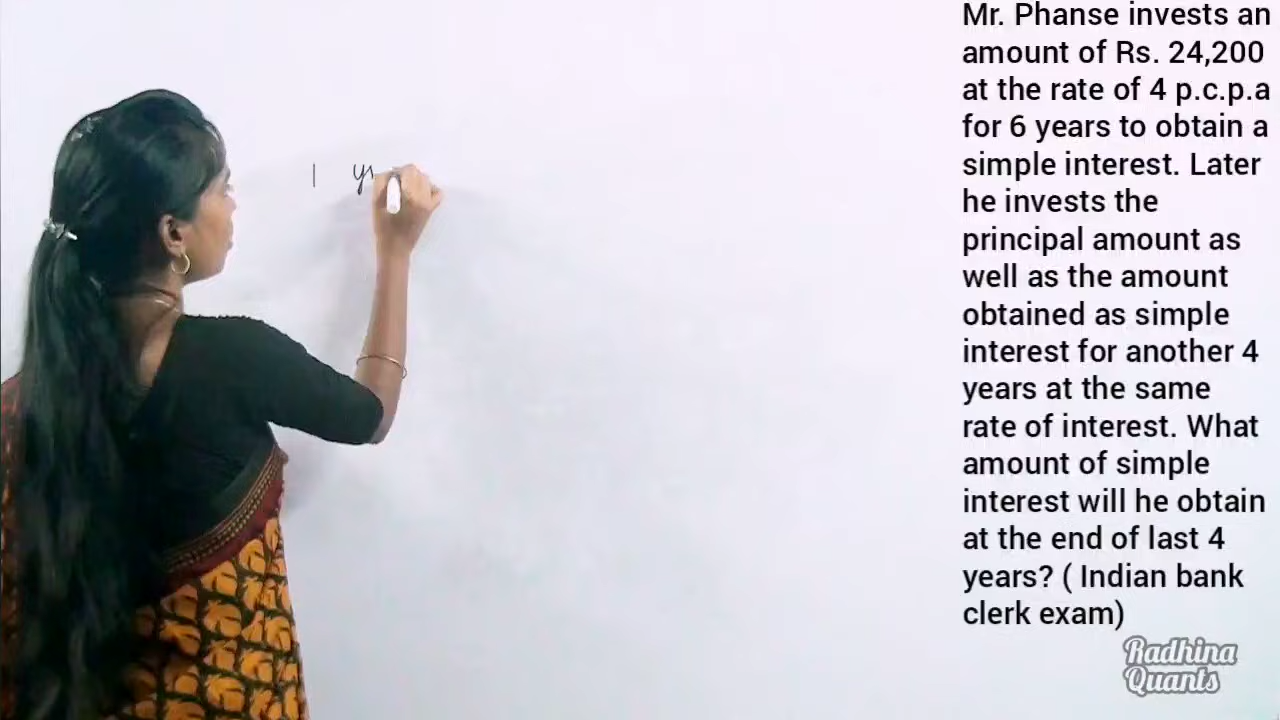 1 yr
Mr. Phanse invests an
amount of Rs. 24,200
at the rate of 4 p.c.p.a
for 6 years to obtain a
simple interest. Later
he invests the
principal amount as
well as the amount
obtained as simple
interest for another 4
years at the same
rate of interest. What
amount of simple
interest will he obtain
at the end of last 4
years? ( Indian bank
clerk exam)
Radhina
Quants